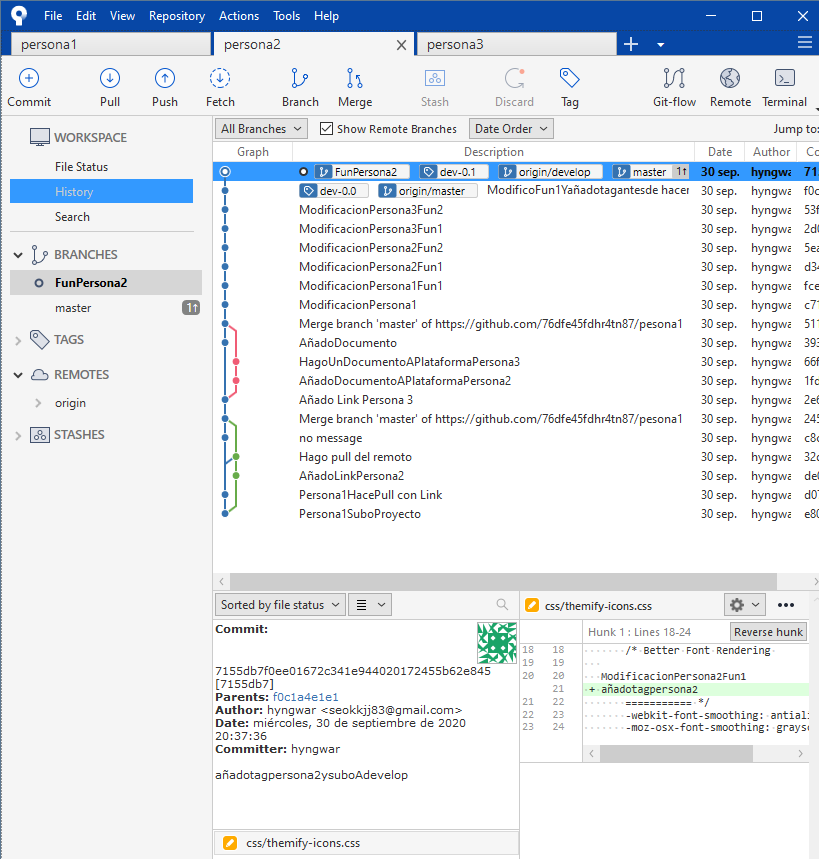 File Edit View Repository Actions Tools Help
persona1 persona2 persona3
Commit Pull Push Fetch Branch Merge Stash Discard Tag Git-flow Remote Terminal
WORKSPACE
File Status
History
Search
BRANCHES
FunPersona2
master 1↑
TAGS
REMOTES
origin
STASHES
All Branches Show Remote Branches Date Order Jump to:
Graph Description Date Author Co
FunPersona2 dev-0.1 origin/develop master 1↑ 30 sep. hyngwa 715
dev-0.0 origin/master ModificoFun1Yañadotagantesde hacer 30 sep. hyngwa f0c
ModificacionPersona3Fun2 30 sep. hyngwa 53f
ModificacionPersona3Fun1 30 sep. hyngwa 2d0
ModificacionPersona2Fun2 30 sep. hyngwa 5ea
ModificacionPersona2Fun1 30 sep. hyngwa d34
ModificacionPersona1Fun1 30 sep. hyngwa fce
ModificacionPersona1 30 sep. hyngwa c71
Merge branch 'master' of https://github.com/76dfe45fdhr4tn87/pesona1 30 sep. hyngwa 511
AñadoDocumento 30 sep. hyngwa 393
HagoUnDocumentoAPlataformaPersona3 30 sep. hyngwa 66f
AñadoDocumentoAPlataformaPersona2 30 sep. hyngwa 1fd
Añado Link Persona 3 30 sep. hyngwa 2e6
Merge branch 'master' of https://github.com/76dfe45fdhr4tn87/pesona1 30 sep. hyngwa 245
no message 30 sep. hyngwa c8c
Hago pull del remoto 30 sep. hyngwa 32c
AñadoLinkPersona2 30 sep. hyngwa de0
Persona1HacePull con Link 30 sep. hyngwa d07
Persona1SuboProyecto 30 sep. hyngwa e80
Sorted by file status
Commit:
7155db7f0ee01672c341e944020172455b62e845
[7155db7]
Parents: f0c1a4e1e1
Author: hyngwar <seokkjj83@gmail.com>
Date: miércoles, 30 de septiembre de 2020
20:37:36
Committer: hyngwar
añadotagpersona2ysuboAdevelop
css/themify-icons.css
css/themify-icons.css
Hunk 1 : Lines 18-24 Reverse hunk
18 18 /* Better Font Rendering
19 19
20 20 ModificacionPersona2Fun1
21 + añadotagpersona2
21 22 =========== */
22 23 -webkit-font-smoothing: antiali
23 24 -moz-osx-font-smoothing: graysc